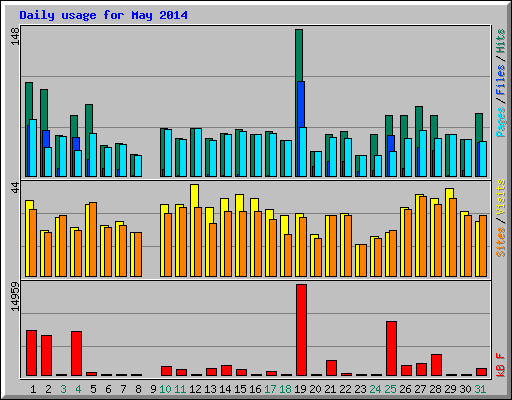 Daily usage for May 2014
148
Pages / Files / Hits
44
Sites / Visits
14959
kB F
1 2 3 4 5 6 7 8 9 10 11 12 13 14 15 16 17 18 19 20 21 22 23 24 25 26 27 28 29 30 31